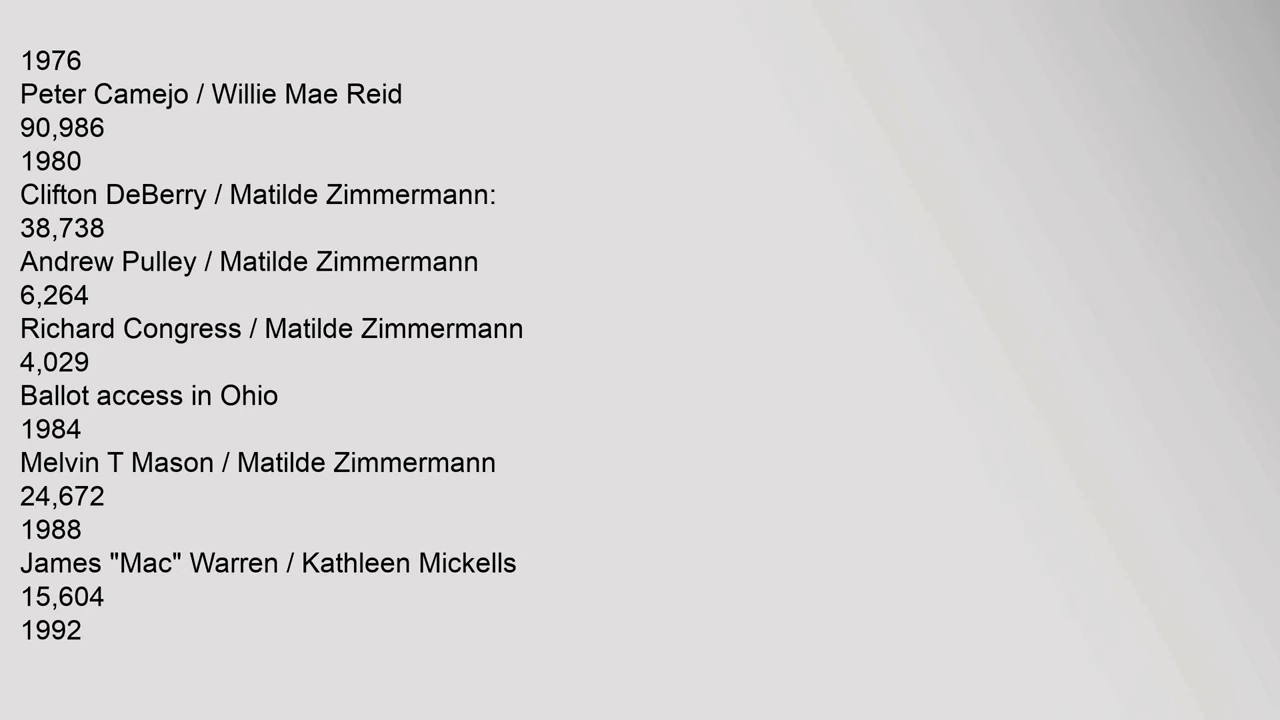 1976
Peter Camejo / Willie Mae Reid
90,986
1980
Clifton DeBerry / Matilde Zimmermann:
38,738
Andrew Pulley / Matilde Zimmermann
6,264
Richard Congress / Matilde Zimmermann
4,029
Ballot access in Ohio
1984
Melvin T Mason / Matilde Zimmermann
24,672
1988
James "Mac" Warren / Kathleen Mickells
15,604
1992